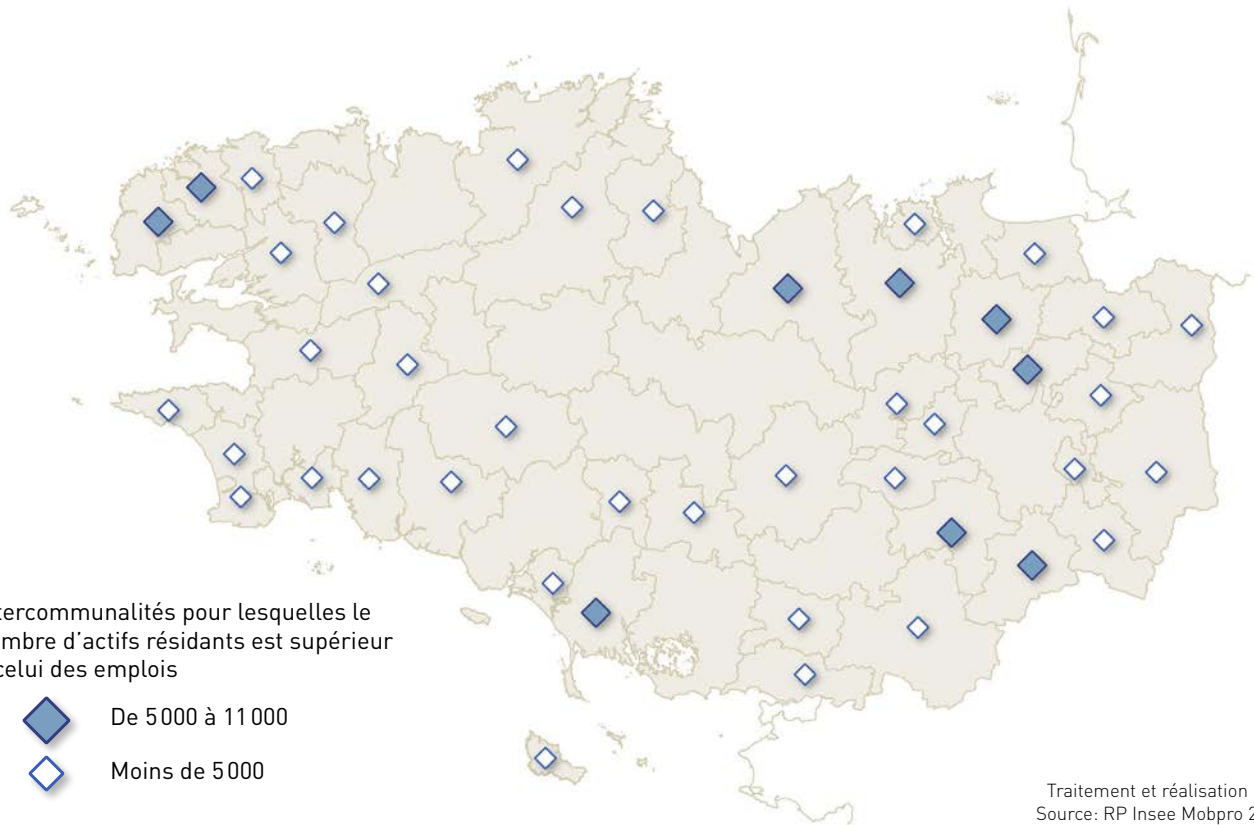 tercommunalités pour lesquelles le
mbre d'actifs résidants est supérieur
celui des emplois
De 5000 à 11000
Moins de 5000
Traitement et réalisation
Source: RP Insee Mobpro 2